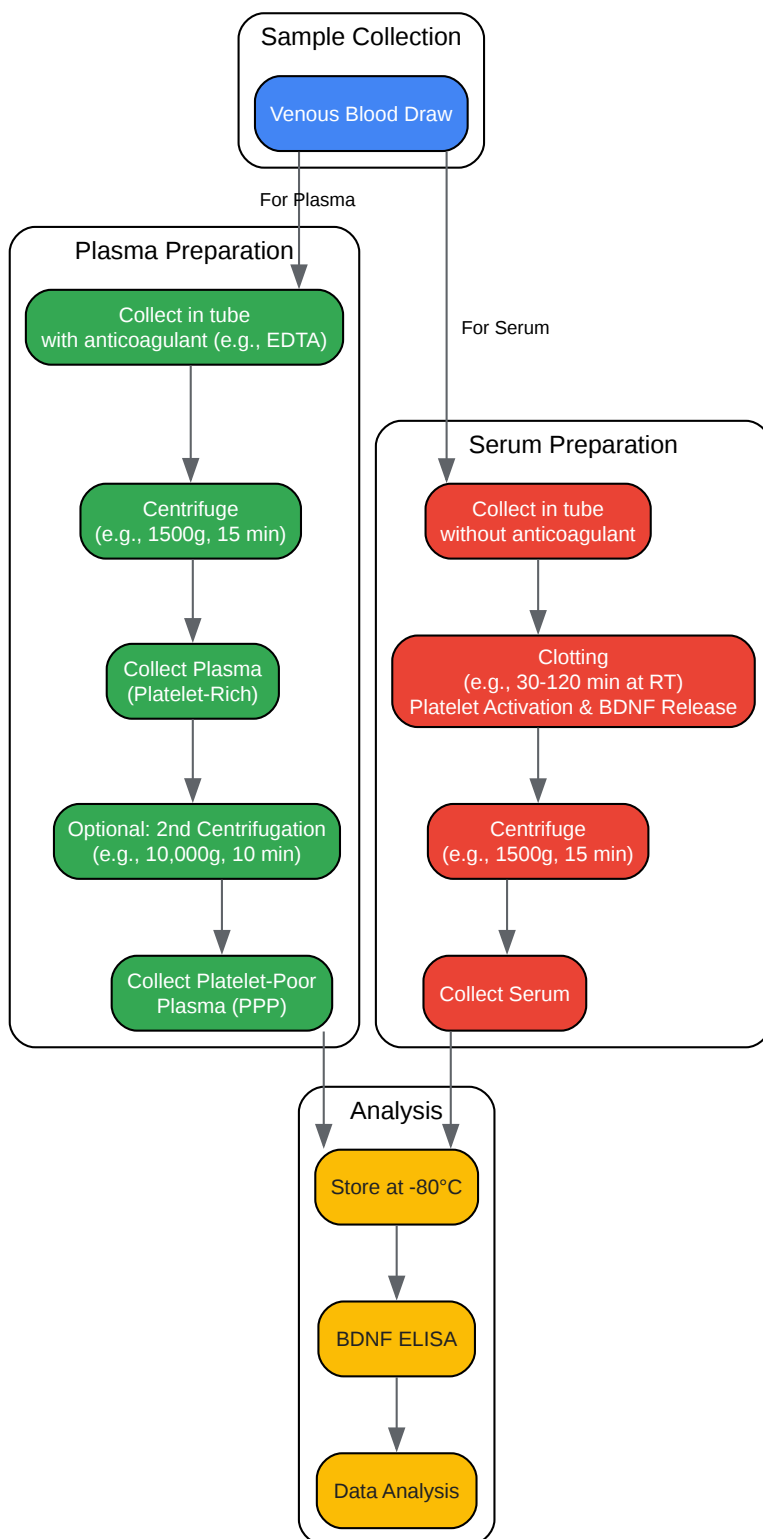 Sample Collection
Venous Blood Draw
For Plasma
Plasma Preparation
Collect in tube
with anticoagulant (e.g., EDTA)
Centrifuge
(e.g., 1500g, 15 min)
Collect Plasma
(Platelet-Rich)
Optional: 2nd Centrifugation
(e.g., 10,000g, 10 min)
Collect Platelet-Poor
Plasma (PPP)
For Serum
Serum Preparation
Collect in tube
without anticoagulant
Clotting
(e.g., 30-120 min at RT)
Platelet Activation & BDNF Release
Centrifuge
(e.g., 1500g, 15 min)
Collect Serum
Analysis
Store at -80°C
BDNF ELISA
Data Analysis